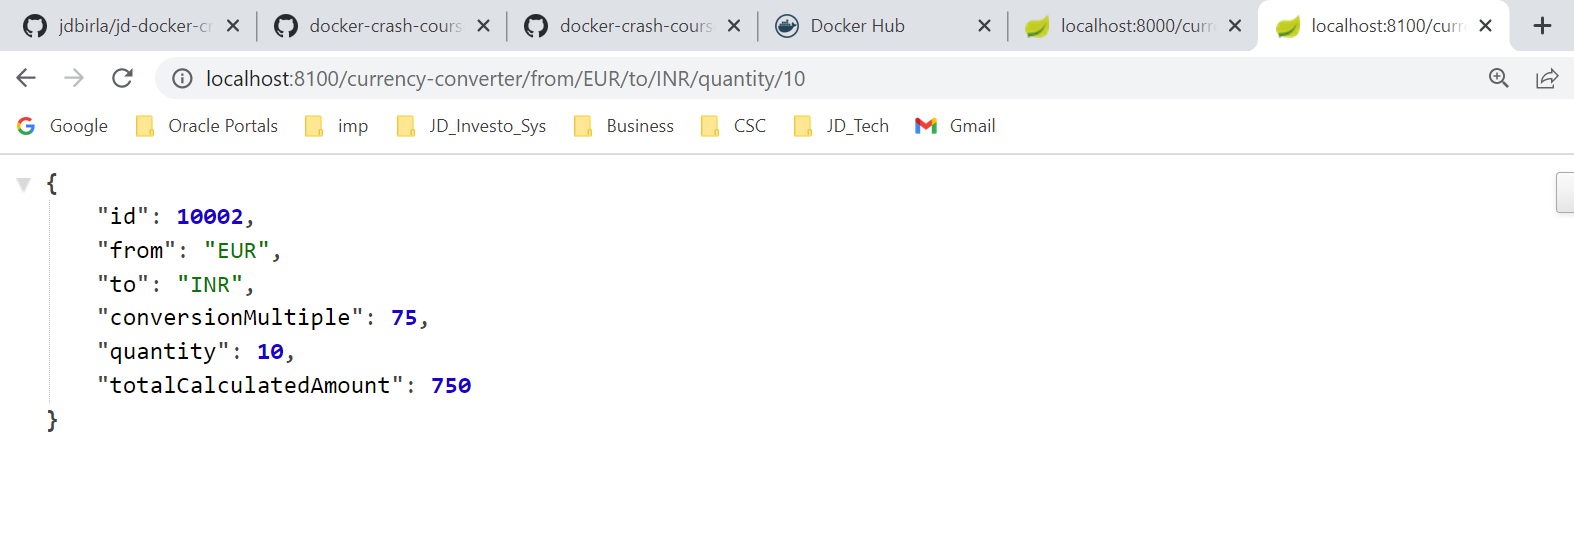 jdbirla/jd-docker-cr docker-crash-cours docker-crash-cours Docker Hub localhost:8000/curr localhost:8100/curr
localhost:8100/currency-converter/from/EUR/to/INR/quantity/10
Google Oracle Portals imp JD_Investo_Sys Business CSC JD_Tech Gmail
{
"id": 10002,
"from": "EUR",
"to": "INR",
"conversionMultiple": 75,
"quantity": 10,
"totalCalculatedAmount": 750
}